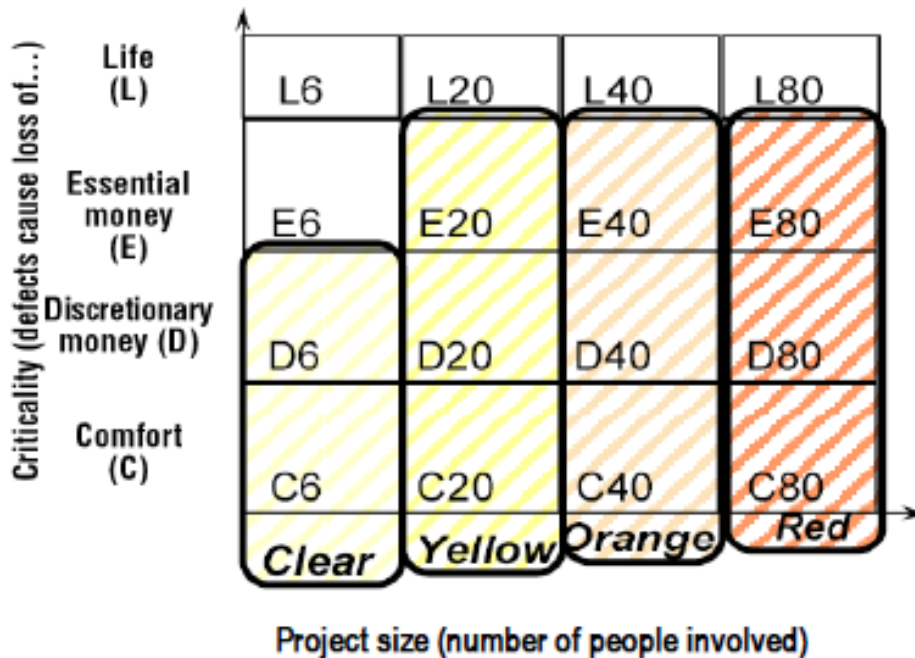 Criticality (defects cause loss of...
Life
(L)
L6 L20 L40 L80
Essential
money
(E)
E6 E20 E40 E80
Discretionary
money (D)
D6 D20 D40 D80
Comfort
(C)
C6 C20 C40 C80
Clear Yellow Orange Red
Project size (number of people involved)